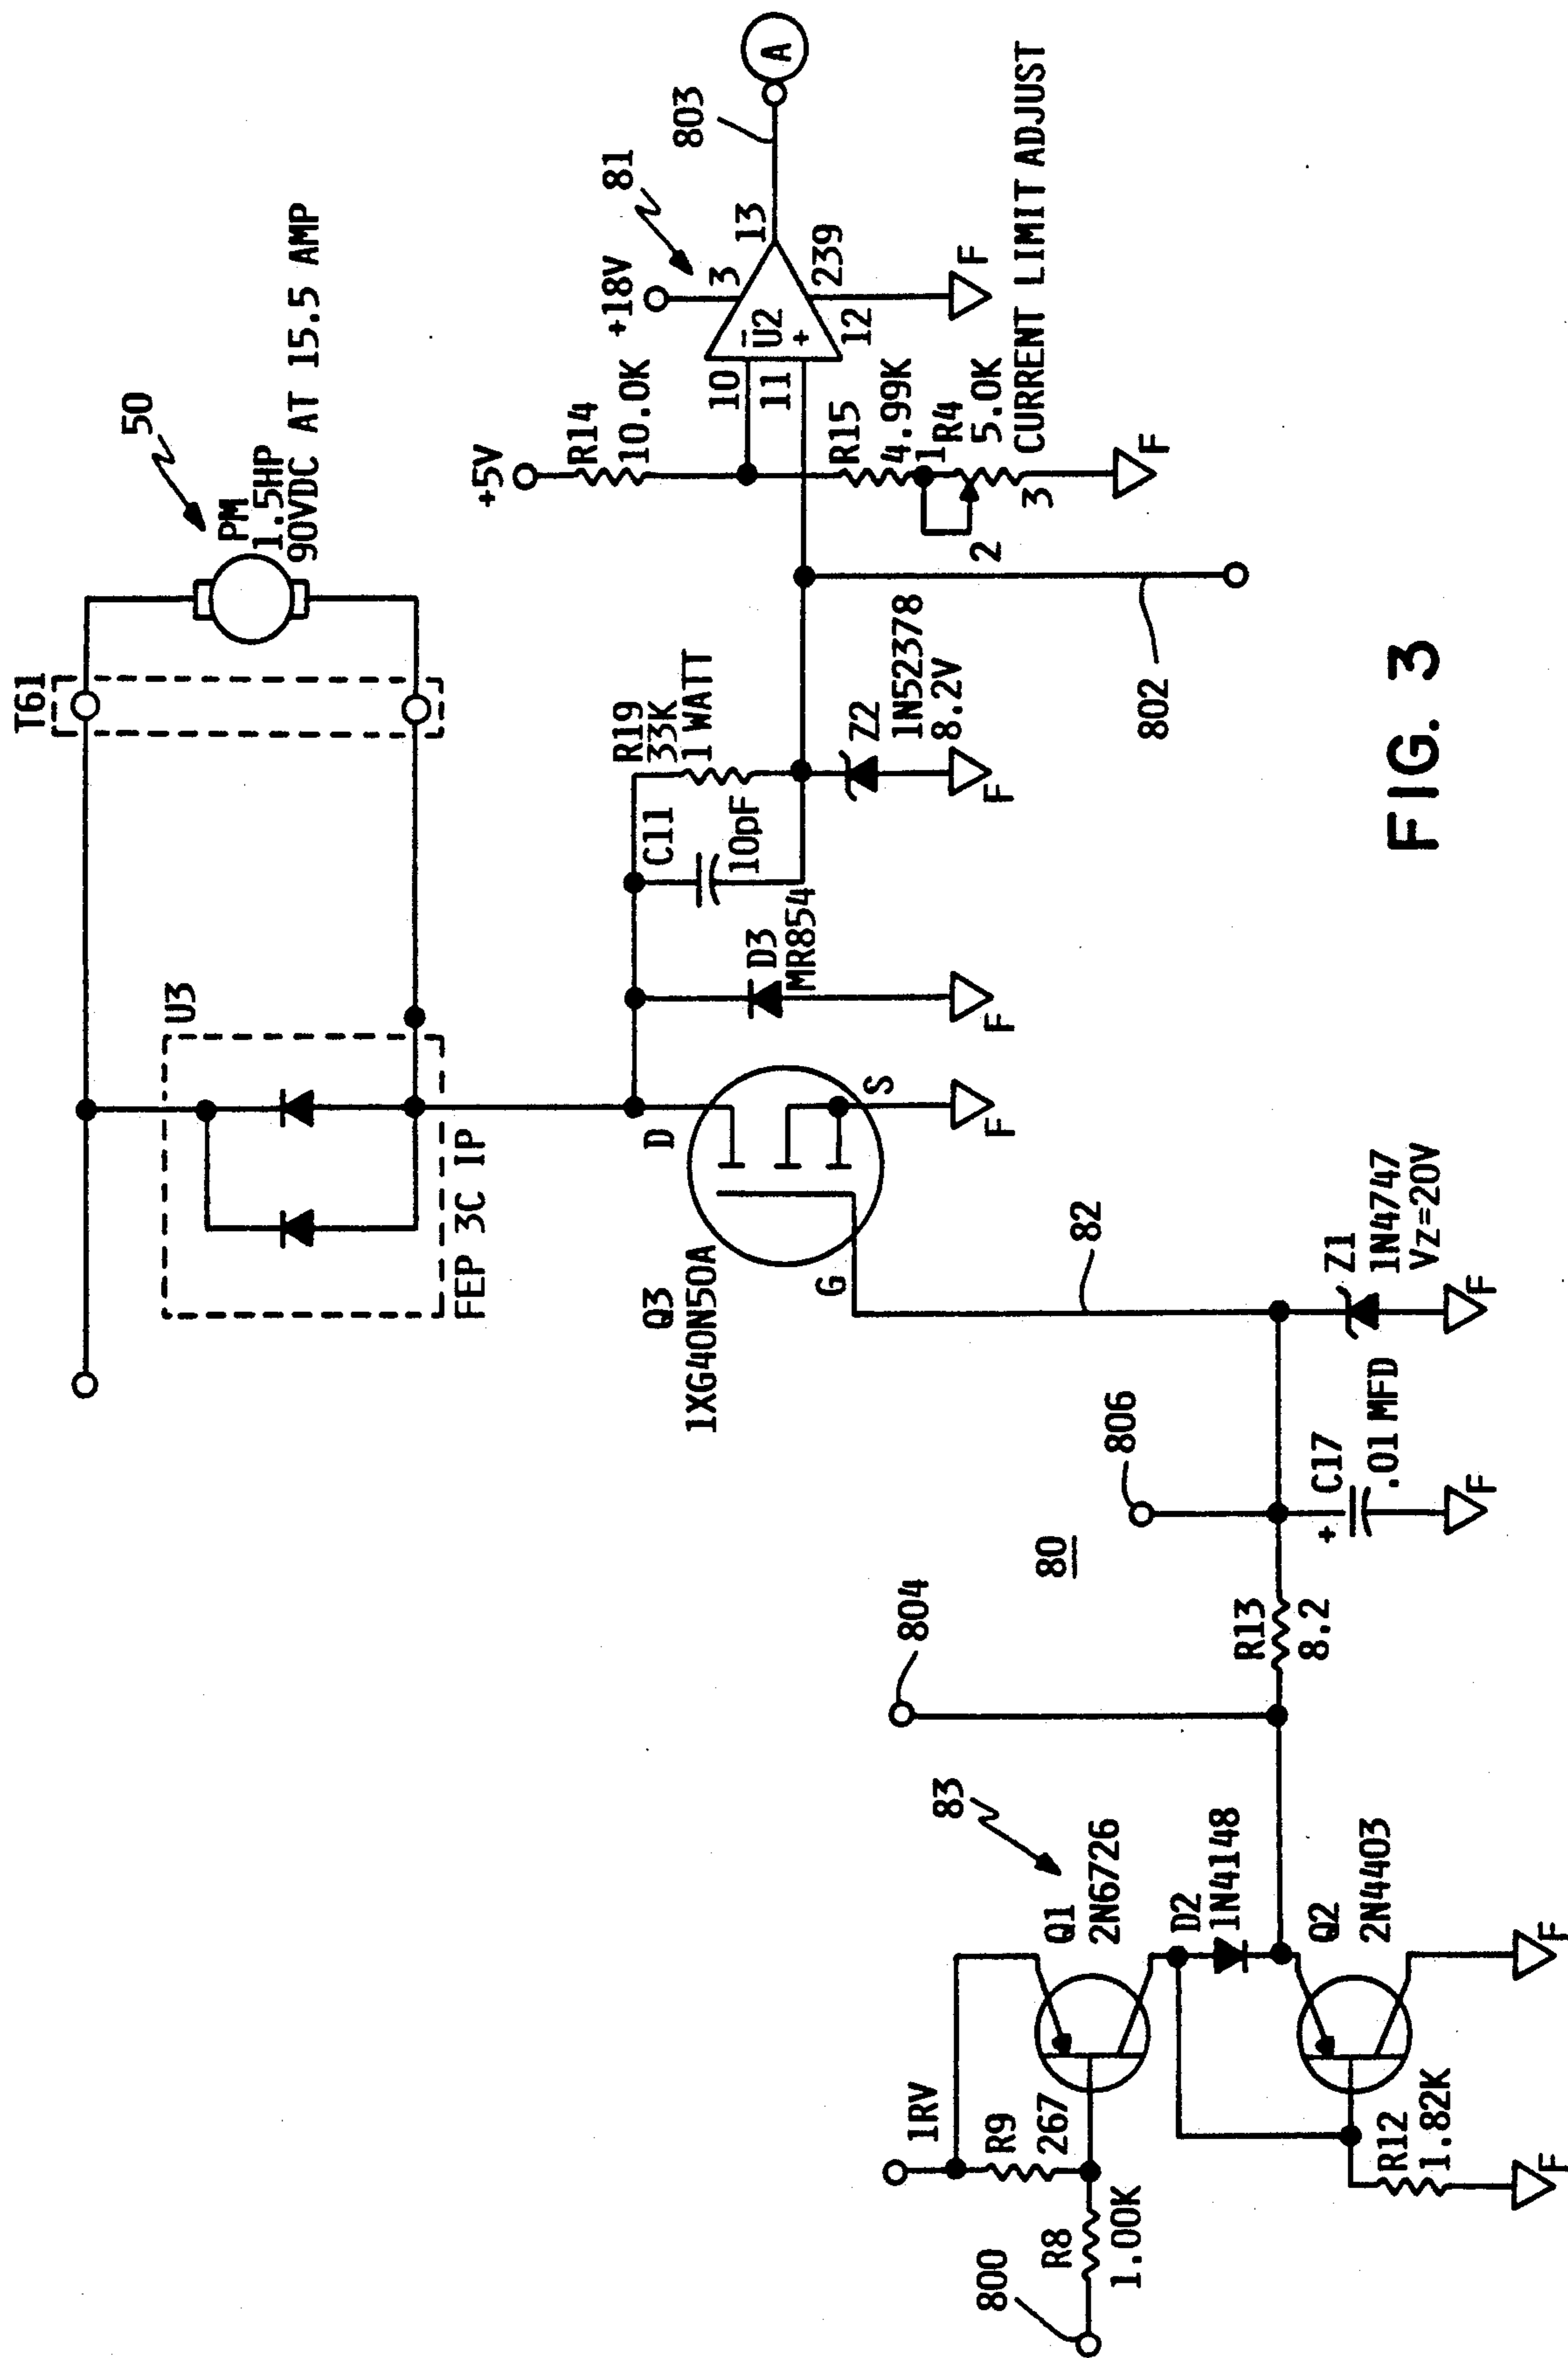 T61
50
PM
1.5HP
90VDC AT 15.5 AMP
U3
FEP 3C 1P
+5V
R14
10.0K
+18V
81
803
A
3
13
10
U2
-
+
11
12
239
F
R15
4.99K
1
R4
5.0K
2
3
CURRENT LIMIT ADJUST
F
R19
33K
1 WATT
C11
10pF
Z2
1N52378
8.2V
F
802
D3
MR854
F
D
S
F
G
Q3
1XG40N50A
82
Z1
1N4747
Vz=20V
F
806
+
C17
.01 MFD
F
80
804
R13
8.2
83
Q1
2N6726
D2
1N4148
Q2
2N4403
F
1RV
R9
267
R8
1.00K
800
R12
1.82K
F
FIG. 3